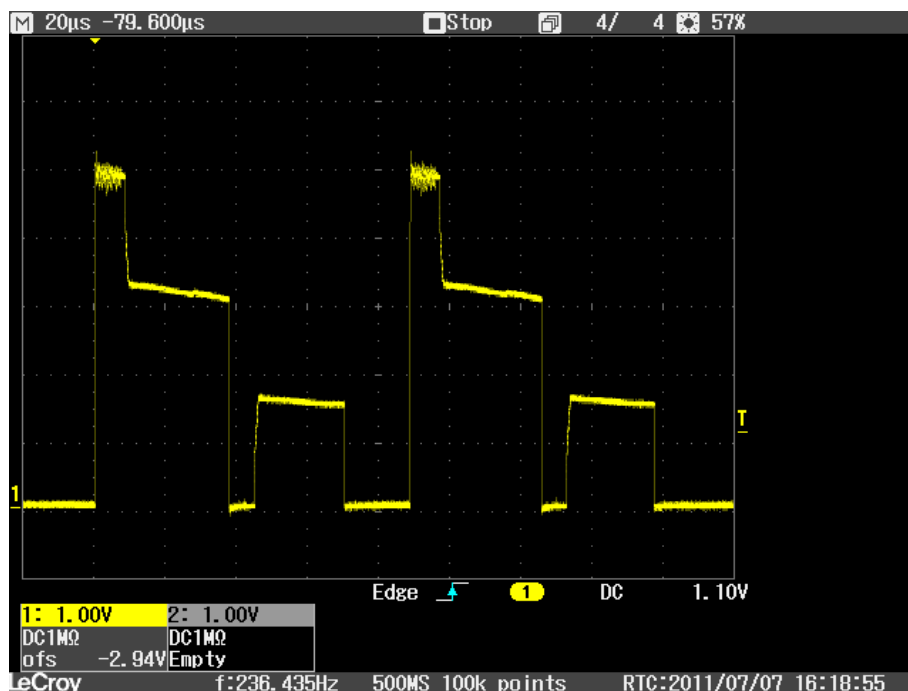 M 20µs -79.600µs Stop 4/ 4 57%
T
1
Edge 1 DC 1.10V
1: 1.00V 2: 1.00V
DC1MΩ DC1MΩ
ofs -2.94V Empty
LeCroy f:236.435Hz 500MS 100k points RTC:2011/07/07 16:18:55